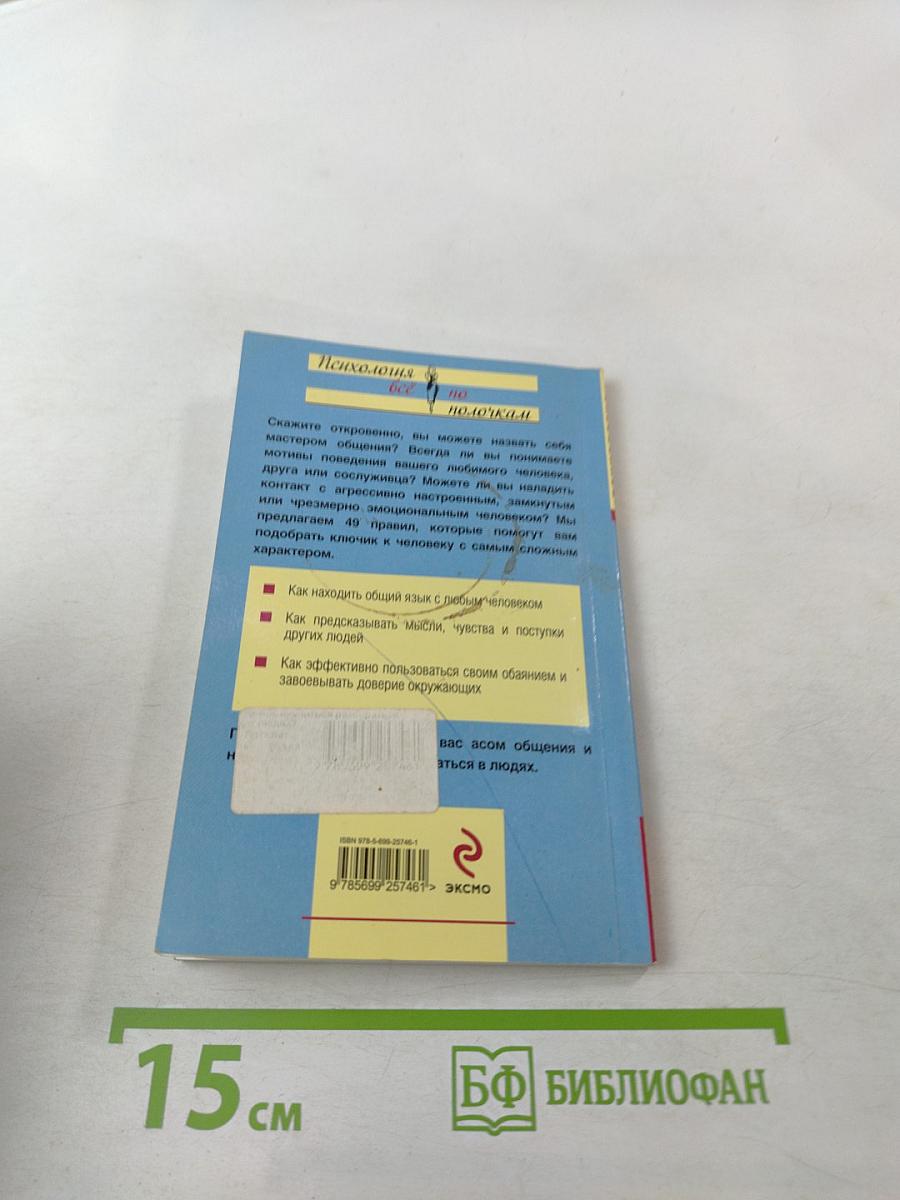 Психология
всё по
полочкам
Скажите откровенно, вы можете назвать себя
мастером общения? Всегда ли вы понимаете
мотивы поведения вашего любимого человека,
друга или сослуживца? Можете ли вы наладить
контакт с агрессивно настроенным, замкнутым
или чрезмерно эмоциональным человеком? Мы
предлагаем 49 правил, которые помогут вам
подобрать ключик к человеку с самым сложным
характером.
Как находить общий язык с любым человеком
Как предсказывать мысли, чувства и поступки
других людей
Как эффективно пользоваться своим обаянием и
завоевывать доверие окружающих
вас асом общения и
аться в людях.
ISBN 978-5-699-25746-1
9 785699 257461 >
ЭКСМО
15 см
БФ БИБЛИОФАН